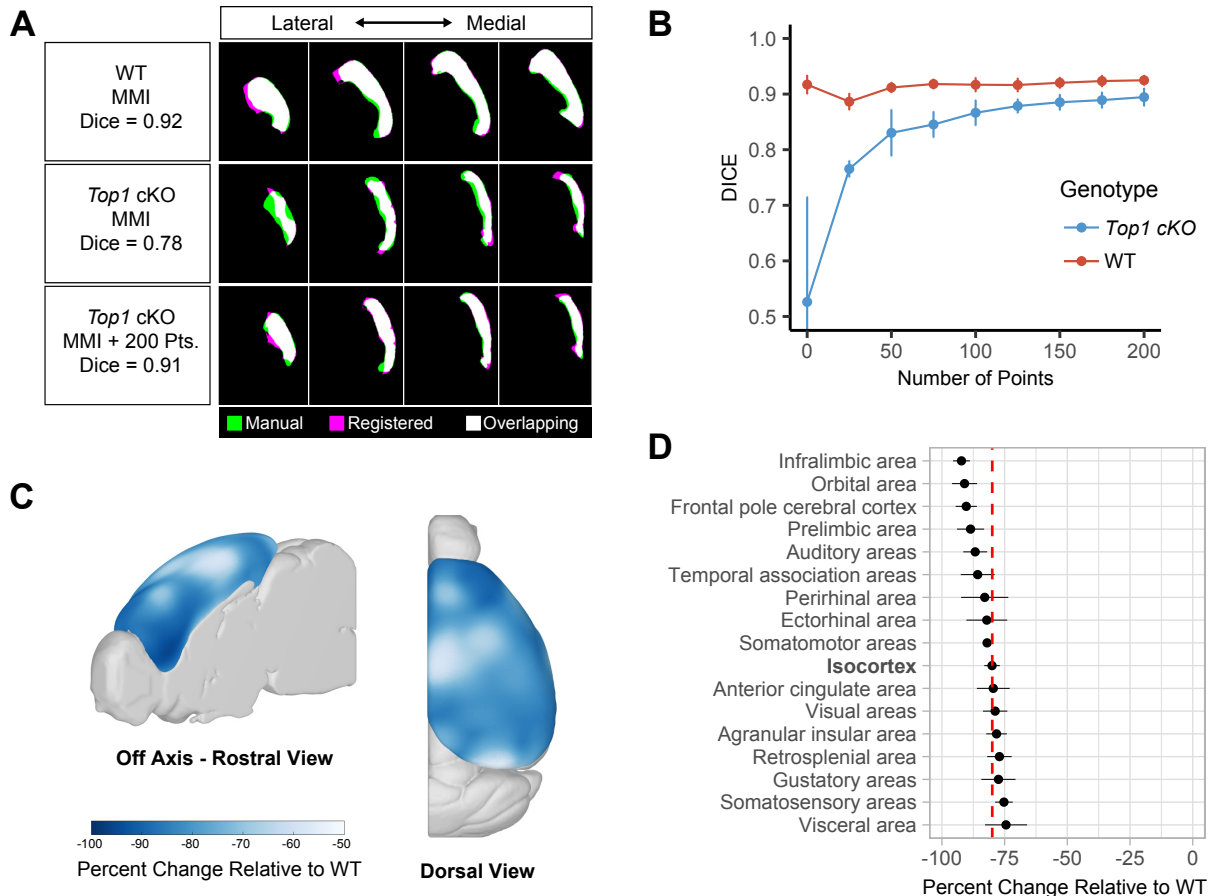 A
Lateral Medial
WT
MMI
Dice = 0.92
Top1 cKO
MMI
Dice = 0.78
Top1 cKO
MMI + 200 Pts.
Dice = 0.91
Manual Registered Overlapping
B
1.0
0.9
0.8
0.7
0.6
0.5
DICE
0 50 100 150 200
Number of Points
Genotype
Top1 cKO
WT
C
Off Axis - Rostral View
-100 -90 -80 -70 -60 -50
Percent Change Relative to WT
Dorsal View
D
Infralimbic area
Orbital area
Frontal pole cerebral cortex
Prelimbic area
Auditory areas
Temporal association areas
Perirhinal area
Ectorhinal area
Somatomotor areas
Isocortex
Anterior cingulate area
Visual areas
Agranular insular area
Retrosplenial area
Gustatory areas
Somatosensory areas
Visceral area
-100 -75 -50 -25 0
Percent Change Relative to WT